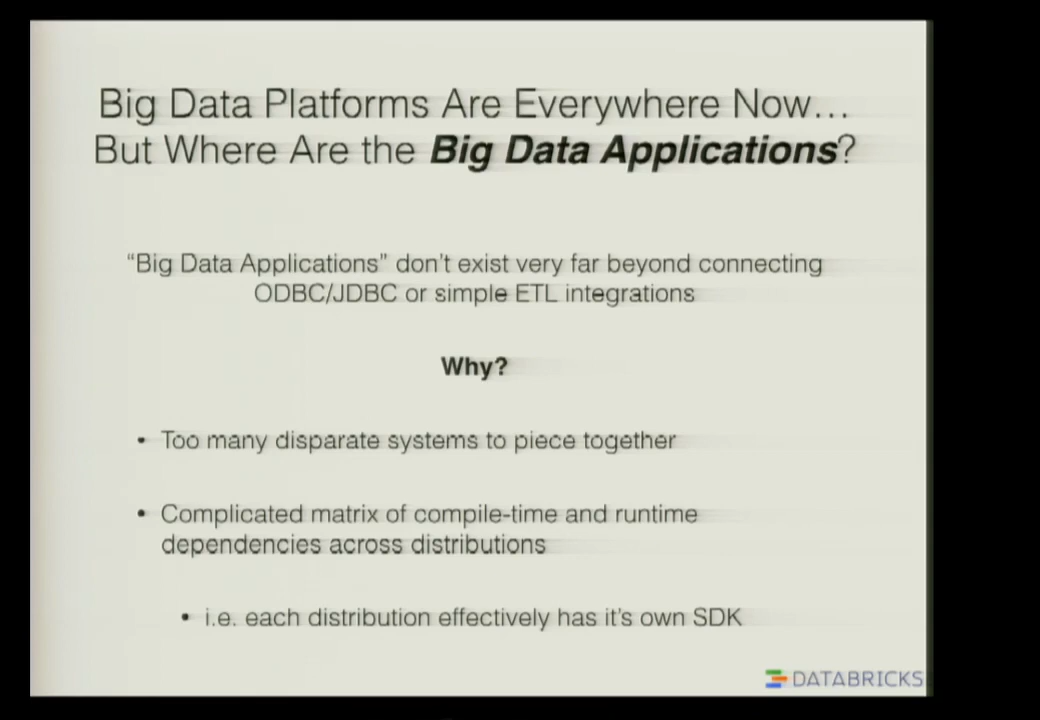 Big Data Platforms Are Everywhere Now…
But Where Are the Big Data Applications?
“Big Data Applications” don’t exist very far beyond connecting
ODBC/JDBC or simple ETL integrations
Why?
• Too many disparate systems to piece together
• Complicated matrix of compile-time and runtime
dependencies across distributions
• i.e. each distribution effectively has it’s own SDK
DATABRICKS